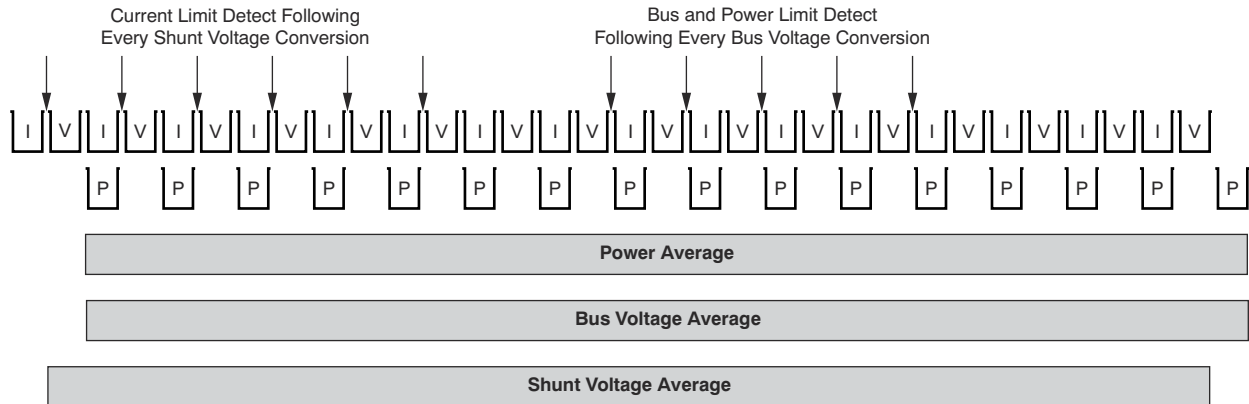 Current Limit Detect Following
Every Shunt Voltage Conversion
Bus and Power Limit Detect
Following Every Bus Voltage Conversion
I V I V I V I V I V I V I V I V I V I V I V I V I V I V I V I V
P P P P P P P P P P P P P P P P
Power Average
Bus Voltage Average
Shunt Voltage Average